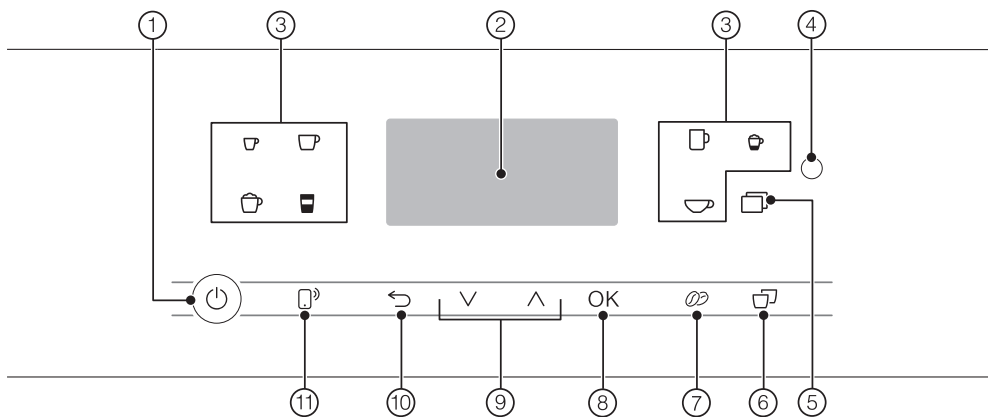 ① ③ ② ③ ④
OK
⑪ ⑩ ⑨ ⑧ ⑦ ⑥ ⑤